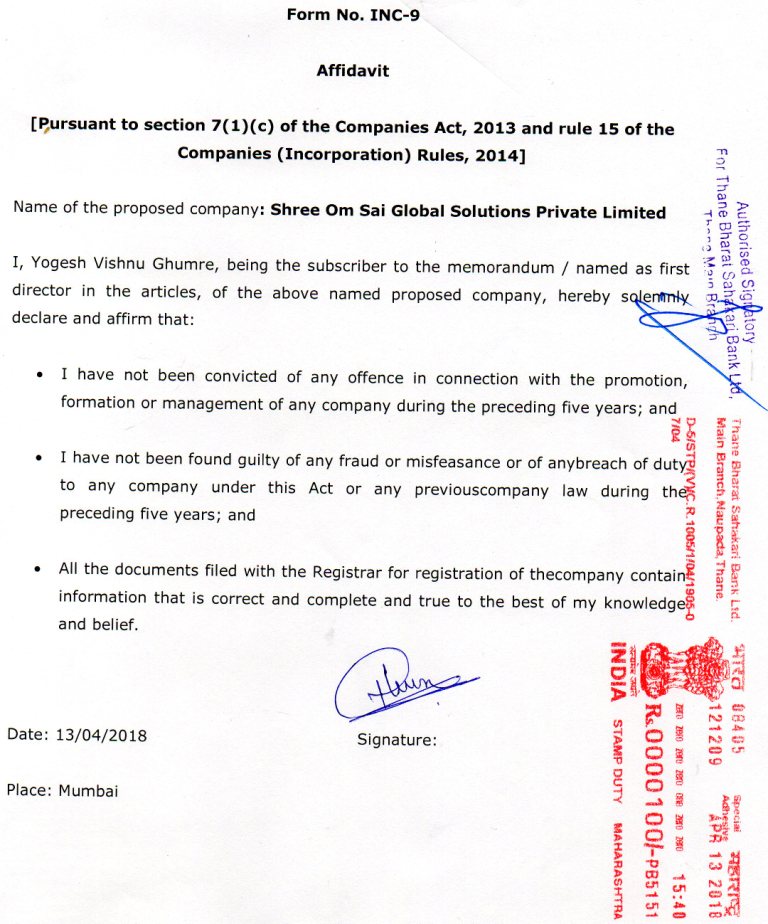 Form No. INC-9
Affidavit
[Pursuant to section 7(1)(c) of the Companies Act, 2013 and rule 15 of the
Companies (Incorporation) Rules, 2014]
Name of the proposed company: Shree Om Sai Global Solutions Private Limited
I, Yogesh Vishnu Ghumre, being the subscriber to the memorandum / named as first
director in the articles, of the above named proposed company, hereby solemnly
declare and affirm that:
• I have not been convicted of any offence in connection with the promotion,
formation or management of any company during the preceding five years; and
• I have not been found guilty of any fraud or misfeasance or of anybreach of duty
to any company under this Act or any previouscompany law during the
preceding five years; and
• All the documents filed with the Registrar for registration of thecompany contain
information that is correct and complete and true to the best of my knowledge
and belief.
Date: 13/04/2018
Signature:
Place: Mumbai
For Thane Bharat Sahakari Bank Ltd,
Thane Main Branch
Authorised Signatory
Thane Bharat Sahakari Bank Ltd.
Main Branch,Naupada,Thane.
D-5/STP(V)/C.R.1005/1/04/1905-0
7/04
भारत 08405
121209
Special
Adhesive
महाराष्ट्र
APR 13 2018
15:40
Rs.0000100/-PB5151
INDIA STAMP DUTY MAHARASHTRA